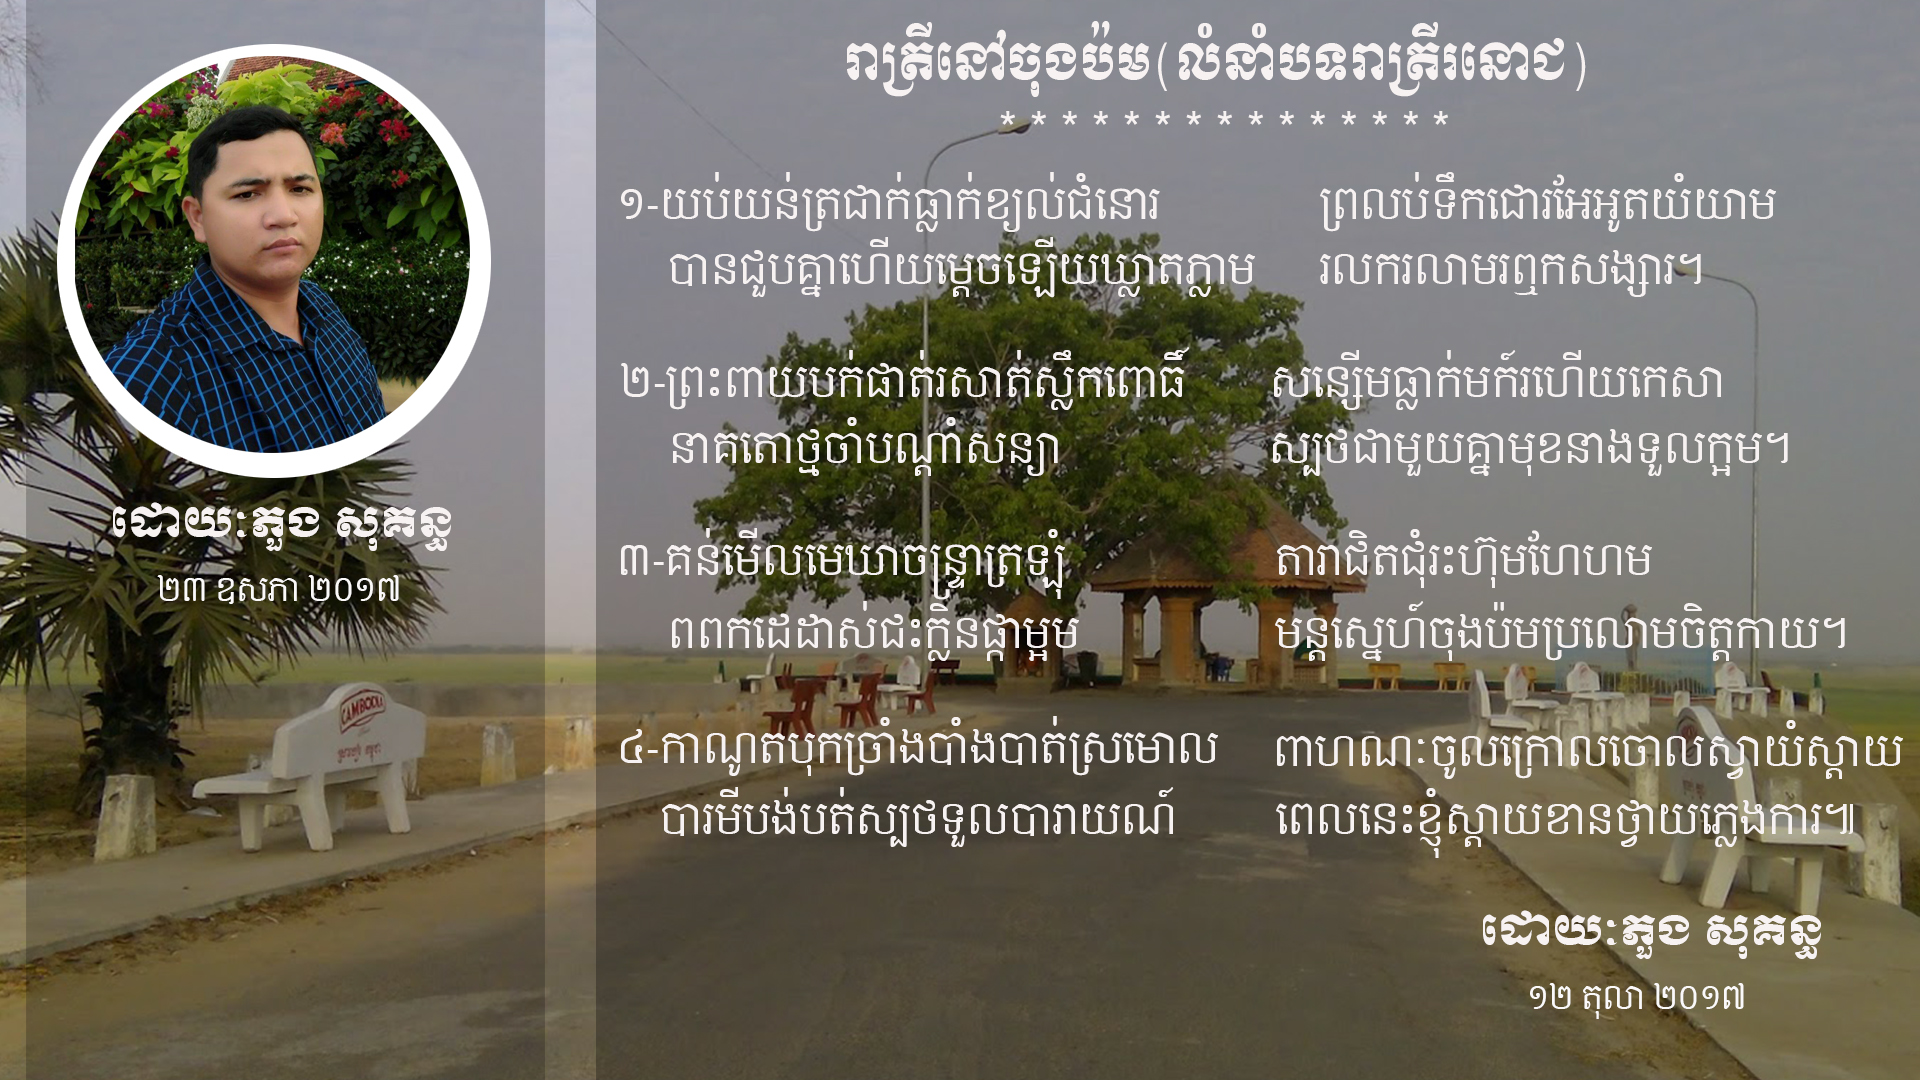 រាត្រីនៅចុងប៉ម(លំនាំបទរាត្រីរនោជ)
***************
១-យប់យន់ត្រជាក់ធ្លាក់ខ្យល់ជំនោរ ព្រលប់ទឹកជោរអែអូតយំយាម
បានជួបគ្នាហើយម្ដេចឡើយឃ្លាតភ្លាម រលករលាមរឭកសង្សារ។
២-ព្រះពាយបក់ផាត់រសាត់ស្លឹកពោធិ៍ សន្សើមធ្លាក់មក៍រហើយកេសា
នាគតោថ្មចាំបណ្ដាំសន្យា ស្បថជាមួយគ្នាមុខនាងទួលក្អម។
៣-គន់មើលមេឃាចន្ទ្រាត្រឡុំ តារាជិតជុំរះហ៊ុមហែហម
ពពកដេដាស់ជះក្លិនផ្កាម្អម មន្តស្នេហ៍ចុងប៉មប្រលោមចិត្តកាយ។
៤-កាណូតបុកច្រាំងបាំងបាត់ស្រមោល ពាហណៈចូលក្រោលចោលស្វាយំស្ដាយ
បារមីបង់បត់ស្បថទួលបារាយណ៍ ពេលនេះខ្ញុំស្ដាយខានថ្វាយភ្លេងការ៕
ដោយៈភួង សុគន្ធ
១២ តុលា ២០១៧
ដោយៈភួង សុគន្ធ
២៣ ឧសភា ២០១៧
CAMBODIA